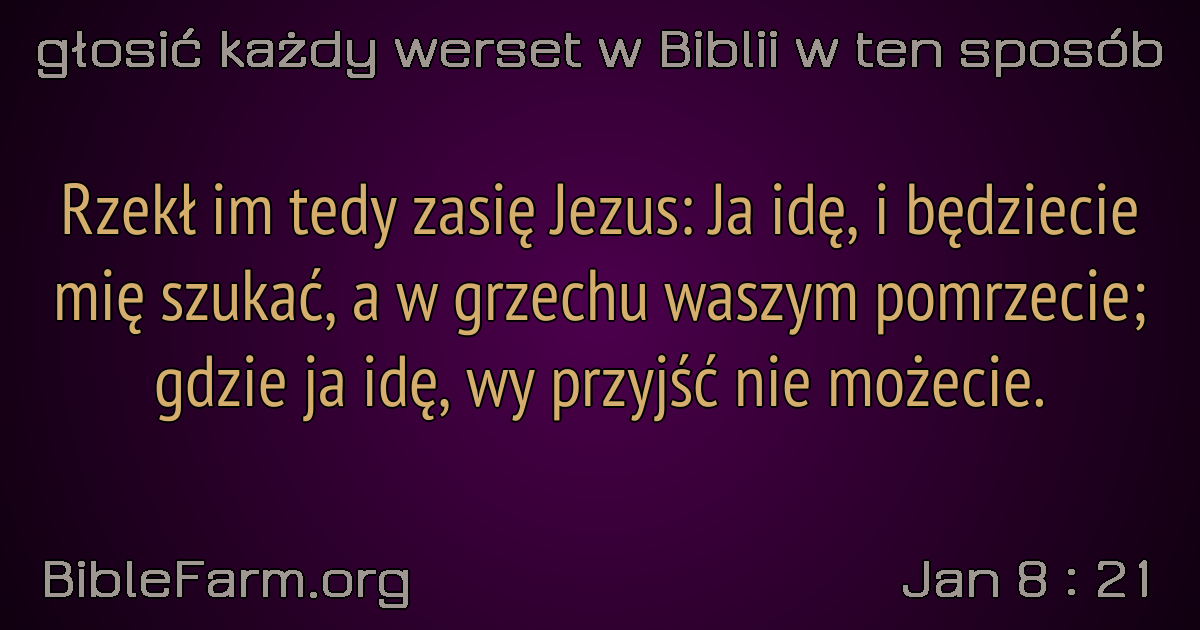 głosić każdy werset w Biblii w ten sposób
Rzekł im tedy zasię Jezus: Ja idę, i będziecie
mię szukać, a w grzechu waszym pomrzecie;
gdzie ja idę, wy przyjść nie możecie.
BibleFarm.org
Jan 8 : 21